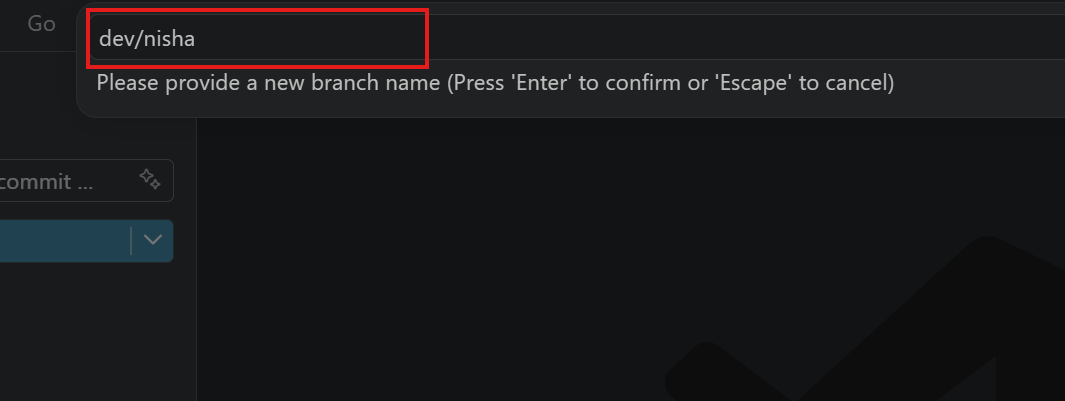 Go
dev/nisha
Please provide a new branch name (Press 'Enter' to confirm or 'Escape' to cancel)
commit ...